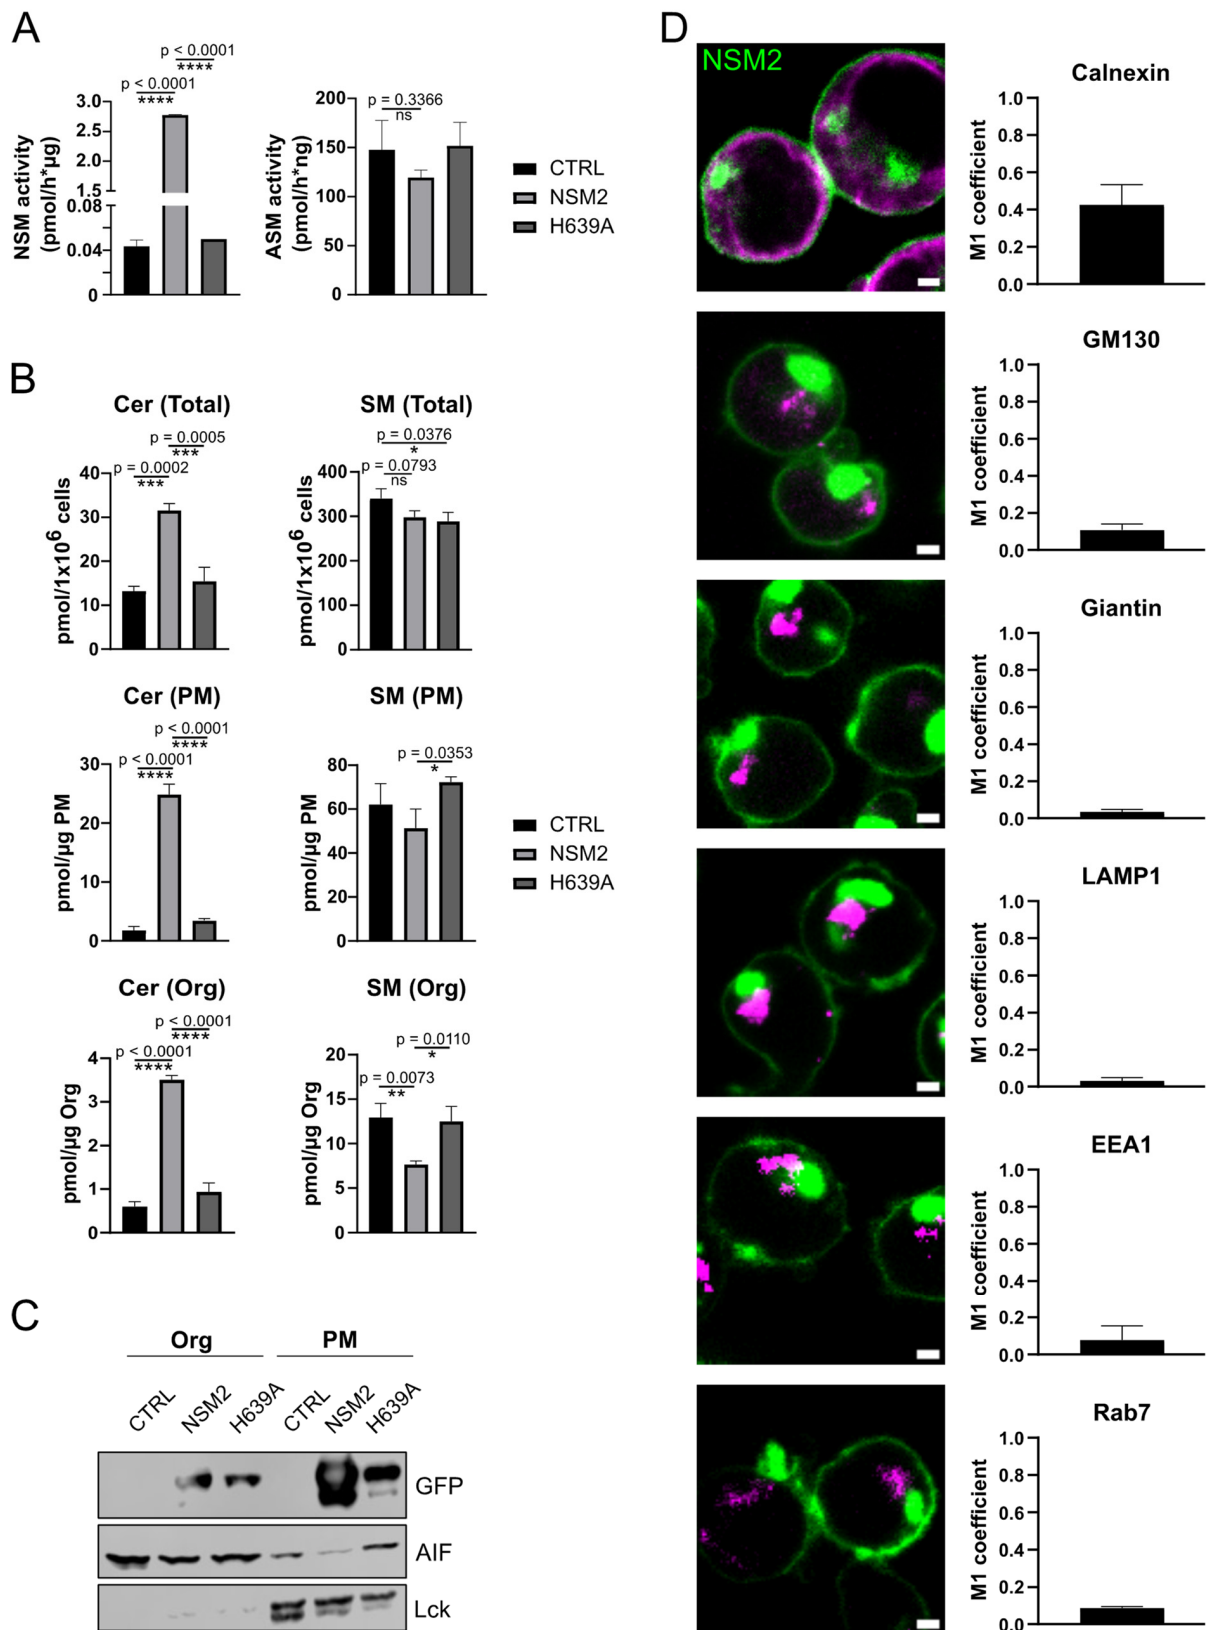 A
p < 0.0001
****
p < 0.0001
****
NSM activity
(pmol/h*µg)
3.0
2.5
2.0
1.5
0.08
0.04
0
p = 0.3366
ns
ASM activity
(pmol/h*ng)
200
150
100
50
0
CTRL
NSM2
H639A
B
Cer (Total)
p = 0.0005
***
p = 0.0002
***
pmol/1x10⁶ cells
40
30
20
10
0
SM (Total)
p = 0.0376
*
p = 0.0793
ns
pmol/1x10⁶ cells
400
300
200
100
0
Cer (PM)
p < 0.0001
****
p < 0.0001
****
pmol/µg PM
30
20
10
0
SM (PM)
p = 0.0353
*
pmol/µg PM
80
60
40
20
0
CTRL
NSM2
H639A
Cer (Org)
p < 0.0001
****
p < 0.0001
****
pmol/µg Org
4
3
2
1
0
SM (Org)
p = 0.0110
*
p = 0.0073
**
pmol/µg Org
20
15
10
5
0
C
Org
PM
CTRL
NSM2
H639A
CTRL
NSM2
H639A
GFP
AIF
Lck
D
NSM2
Calnexin
M1 coefficient
1.0
0.8
0.6
0.4
0.2
0.0
GM130
M1 coefficient
1.0
0.8
0.6
0.4
0.2
0.0
Giantin
M1 coefficient
1.0
0.8
0.6
0.4
0.2
0.0
LAMP1
M1 coefficient
1.0
0.8
0.6
0.4
0.2
0.0
EEA1
M1 coefficient
1.0
0.8
0.6
0.4
0.2
0.0
Rab7
M1 coefficient
1.0
0.8
0.6
0.4
0.2
0.0